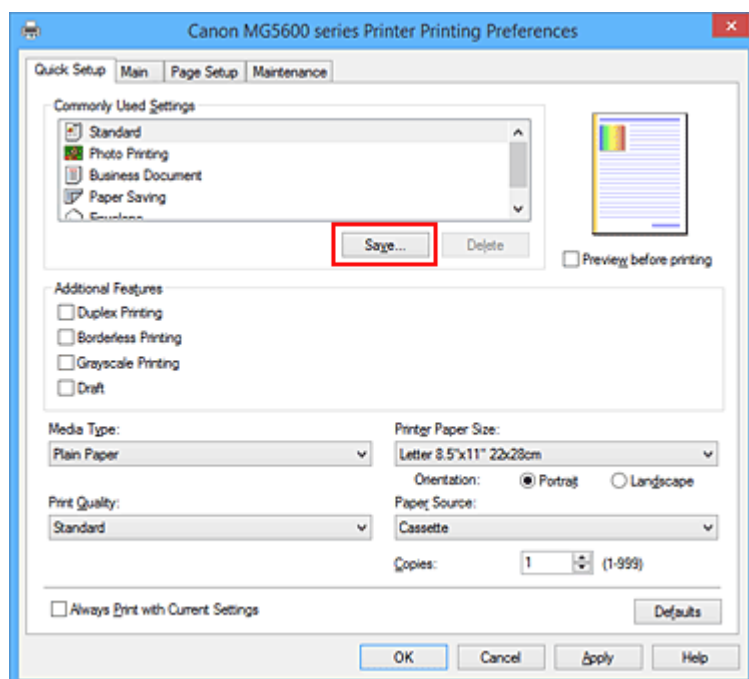 Canon MG5600 series Printer Printing Preferences
Quick Setup Main Page Setup Maintenance
Commonly Used Settings
Standard
Photo Printing
Business Document
Paper Saving
Save... Delete
Preview before printing
Additional Features
Duplex Printing
Borderless Printing
Grayscale Printing
Draft
Media Type: Printer Paper Size:
Plain Paper Letter 8.5"x11" 22x28cm
Orientation: Portrait Landscape
Print Quality: Paper Source:
Standard Cassette
Copies: 1 (1-999)
Always Print with Current Settings Defaults
OK Cancel Apply Help